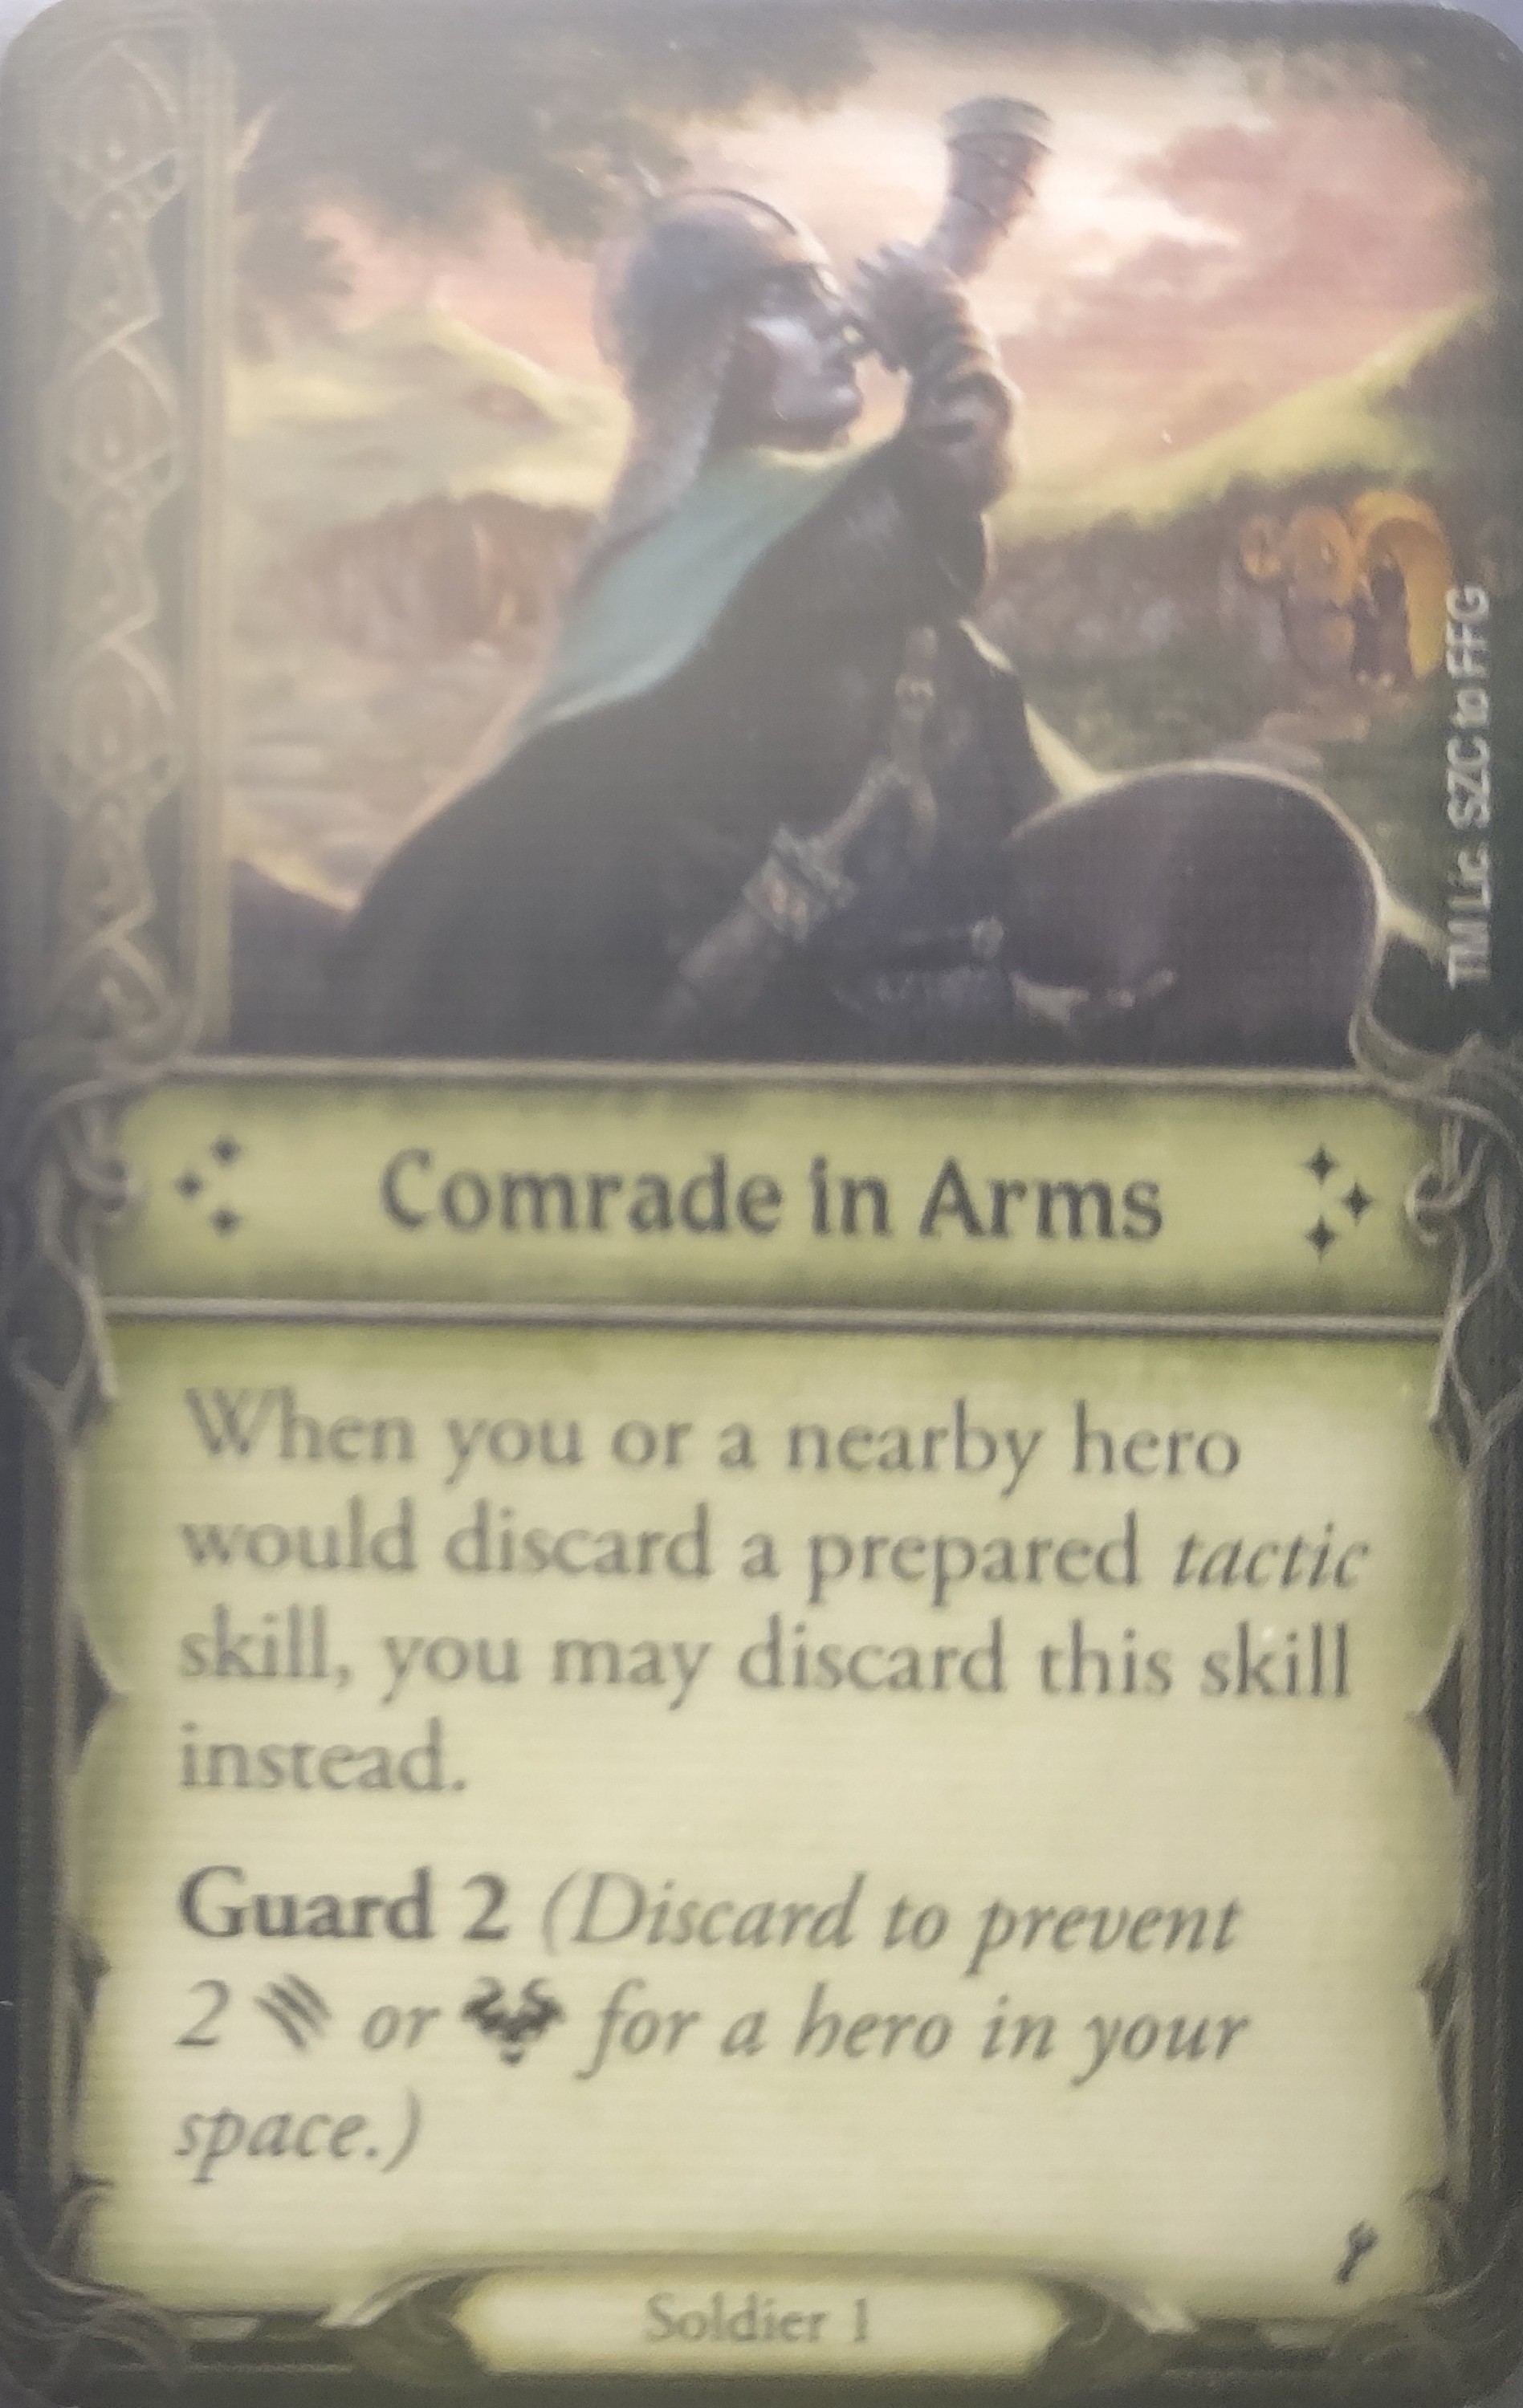 TM Lic. SZC to FFG
Comrade in Arms
When you or a nearby hero
would discard a prepared tactic
skill, you may discard this skill
instead.
Guard 2 (Discard to prevent
2 or for a hero in your
space.)
Soldier 1